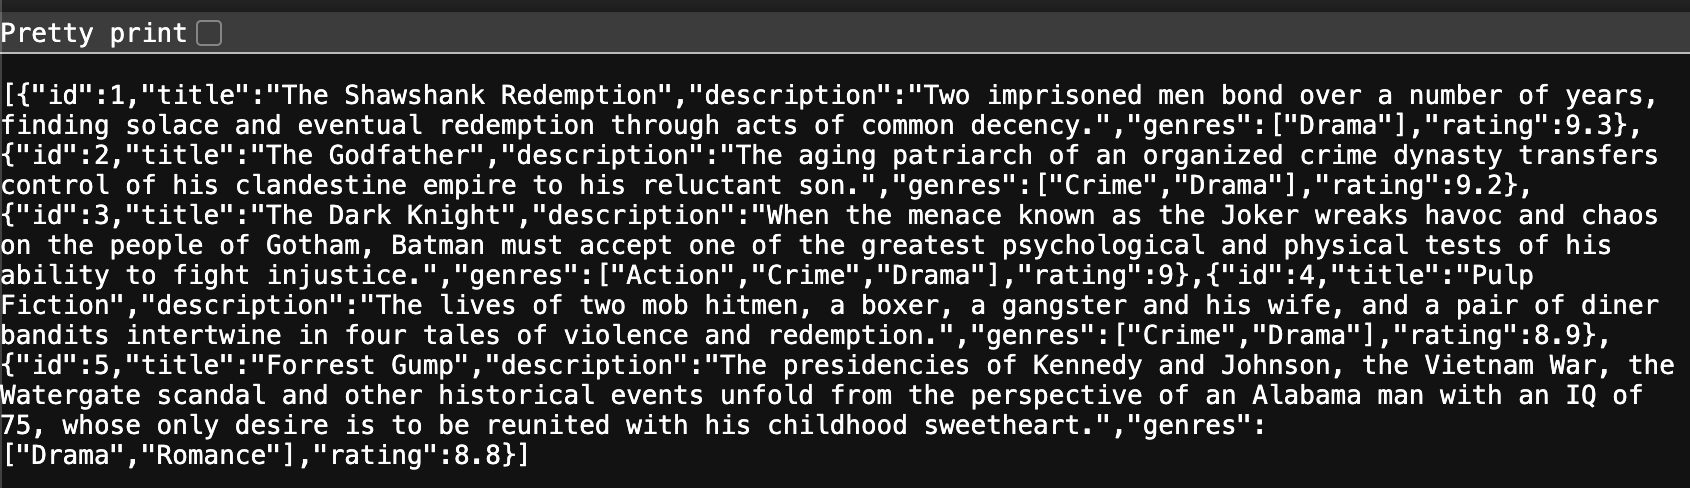 Pretty print
[{"id":1,"title":"The Shawshank Redemption","description":"Two imprisoned men bond over a number of years,
finding solace and eventual redemption through acts of common decency.","genres":["Drama"],"rating":9.3},
{"id":2,"title":"The Godfather","description":"The aging patriarch of an organized crime dynasty transfers
control of his clandestine empire to his reluctant son.","genres":["Crime","Drama"],"rating":9.2},
{"id":3,"title":"The Dark Knight","description":"When the menace known as the Joker wreaks havoc and chaos
on the people of Gotham, Batman must accept one of the greatest psychological and physical tests of his
ability to fight injustice.","genres":["Action","Crime","Drama"],"rating":9},{"id":4,"title":"Pulp
Fiction","description":"The lives of two mob hitmen, a boxer, a gangster and his wife, and a pair of diner
bandits intertwine in four tales of violence and redemption.","genres":["Crime","Drama"],"rating":8.9},
{"id":5,"title":"Forrest Gump","description":"The presidencies of Kennedy and Johnson, the Vietnam War, the
Watergate scandal and other historical events unfold from the perspective of an Alabama man with an IQ of
75, whose only desire is to be reunited with his childhood sweetheart.","genres":
["Drama","Romance"],"rating":8.8}]